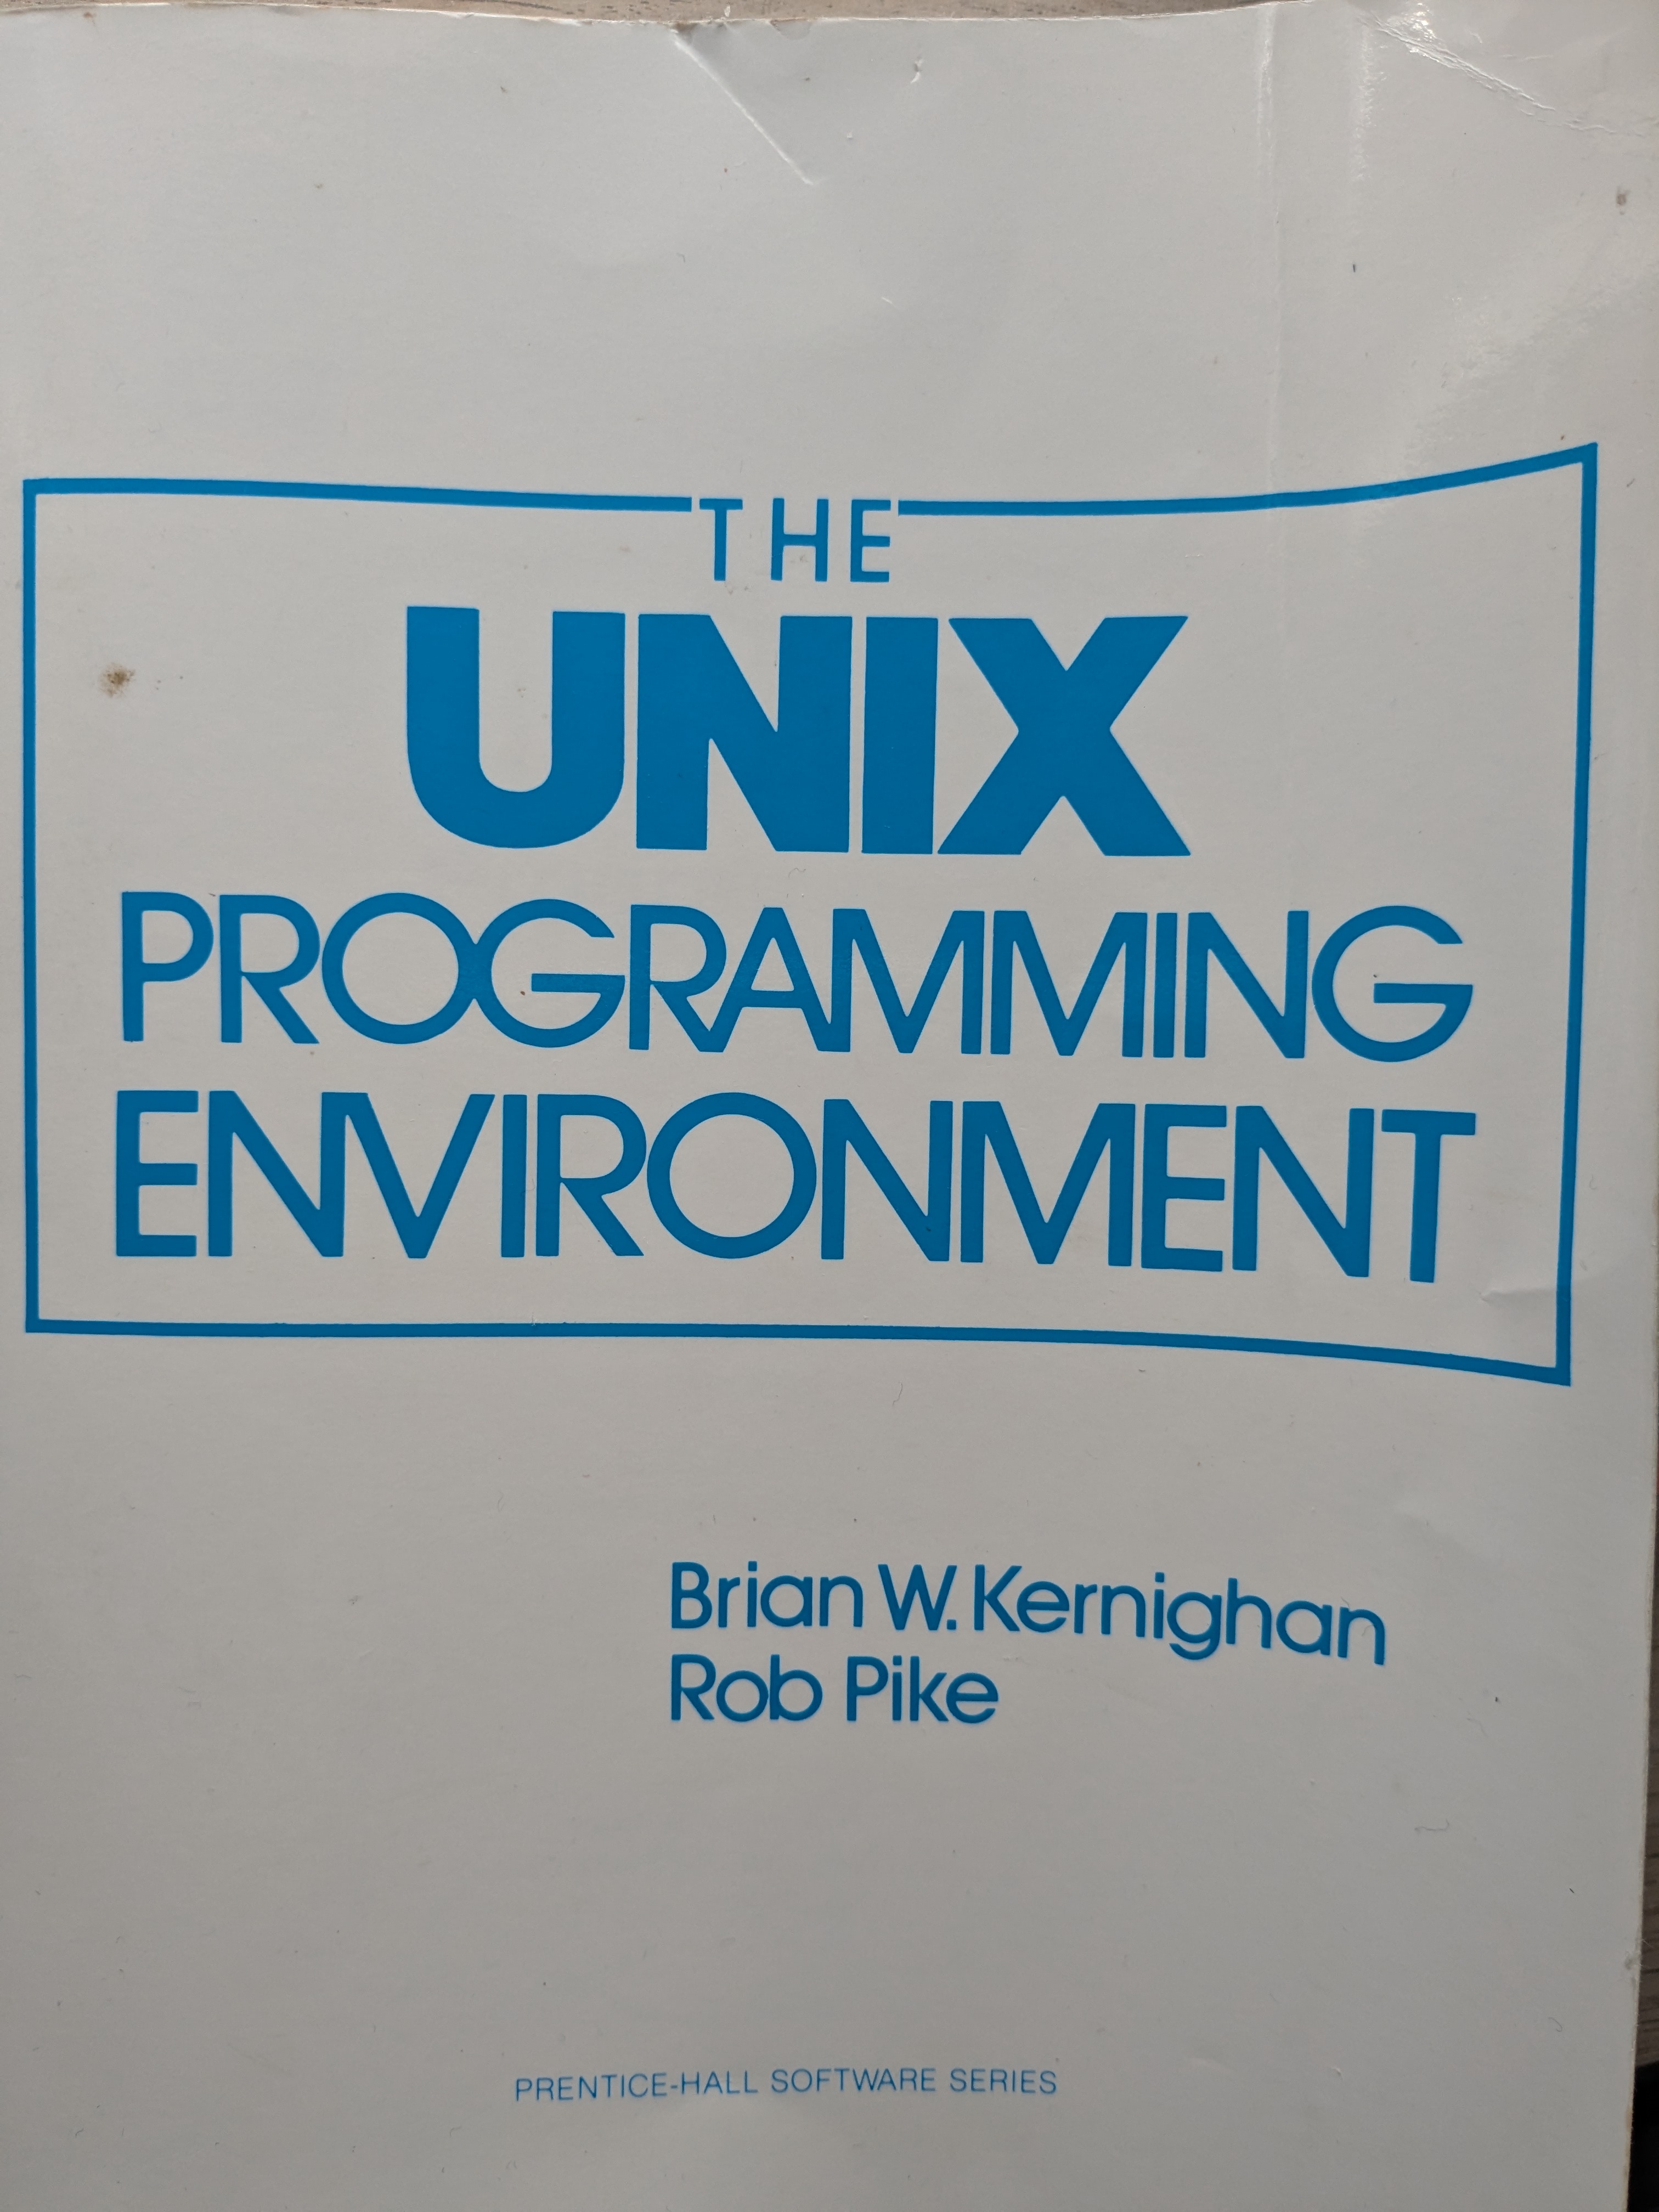 THE
UNIX
PROGRAMMING
ENVIRONMENT
Brian W. Kernighan
Rob Pike
PRENTICE-HALL SOFTWARE SERIES